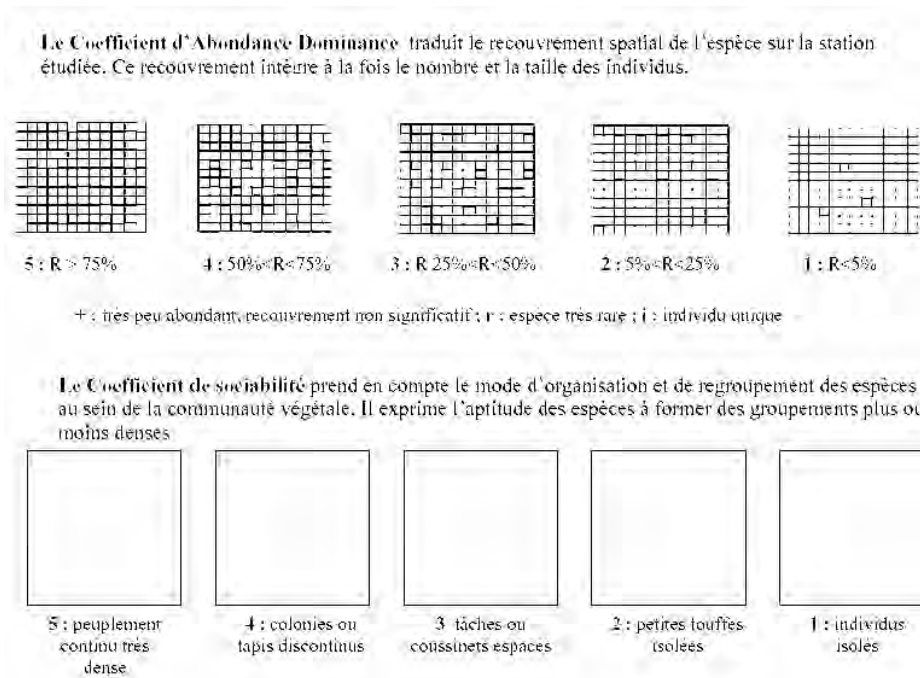 Le Coefficient d'Abondance Dominance traduit le recouvrement spatial de l'espèce sur la station
étudiée. Ce recouvrement intègre à la fois le nombre et la taille des individus.
5 : R > 75% 4 : 50%<R<75% 3 : R 25%<R<50% 2 : 5%<R<25% 1 : R<5%
+ : très peu abondant, recouvrement non significatif ; r : espèce très rare ; i : individu unique
Le Coefficient de sociabilité prend en compte le mode d'organisation et de regroupement des espèces
au sein de la communauté végétale. Il exprime l'aptitude des espèces à former des groupements plus ou
moins denses
5 : peuplement
continu très
dense
4 : colonies ou
tapis discontinus
3 tâches ou
coussinets espacés
2 : petites touffes
isolées
1 : individus
isolés